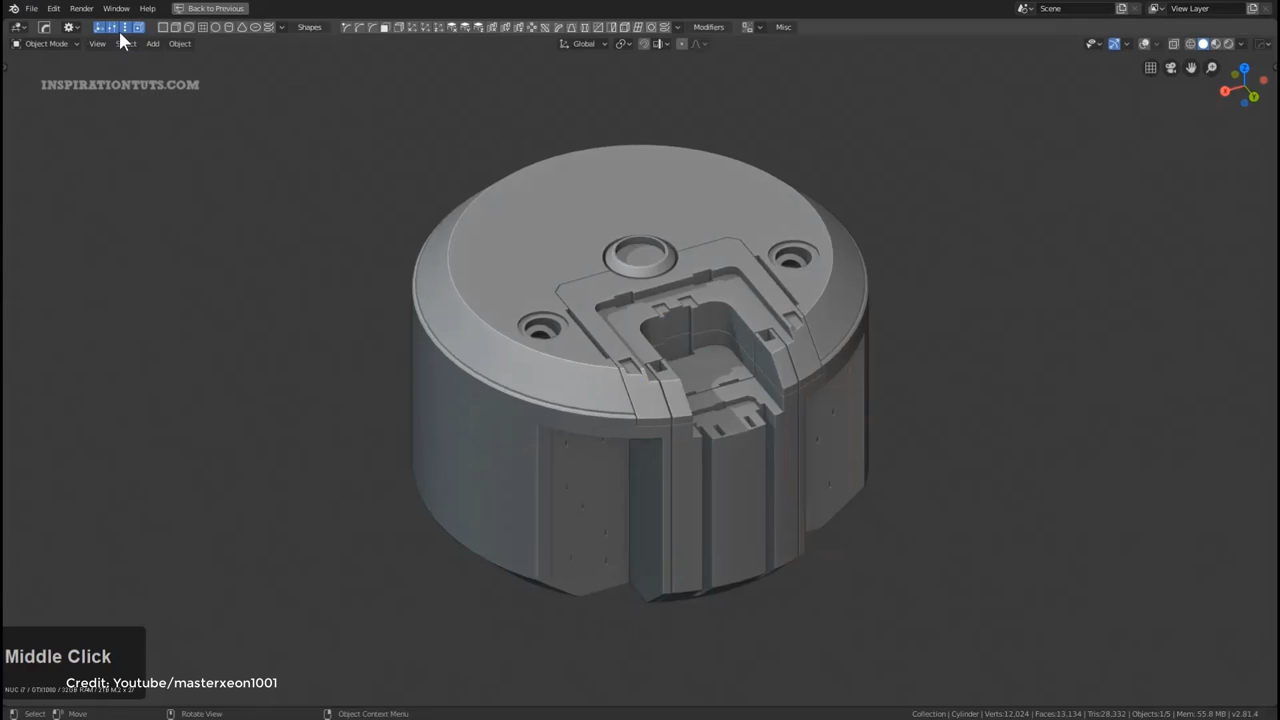 File Edit Render Window Help Back to Previous Scene View Layer
Shapes Modifiers Misc
Object Mode View Select Add Object Global
INSPIRATIONTUTS.COM
X Y Z
Middle Click
Credit: Youtube/masterxeon1001
Select Move Rotate View Object Context Menu Collection | Cylinder | Verts:12,024 | Faces:13,134 | Tris:28,332 | Objects:1/5 | Mem: 55.8 MB | v2.81.4